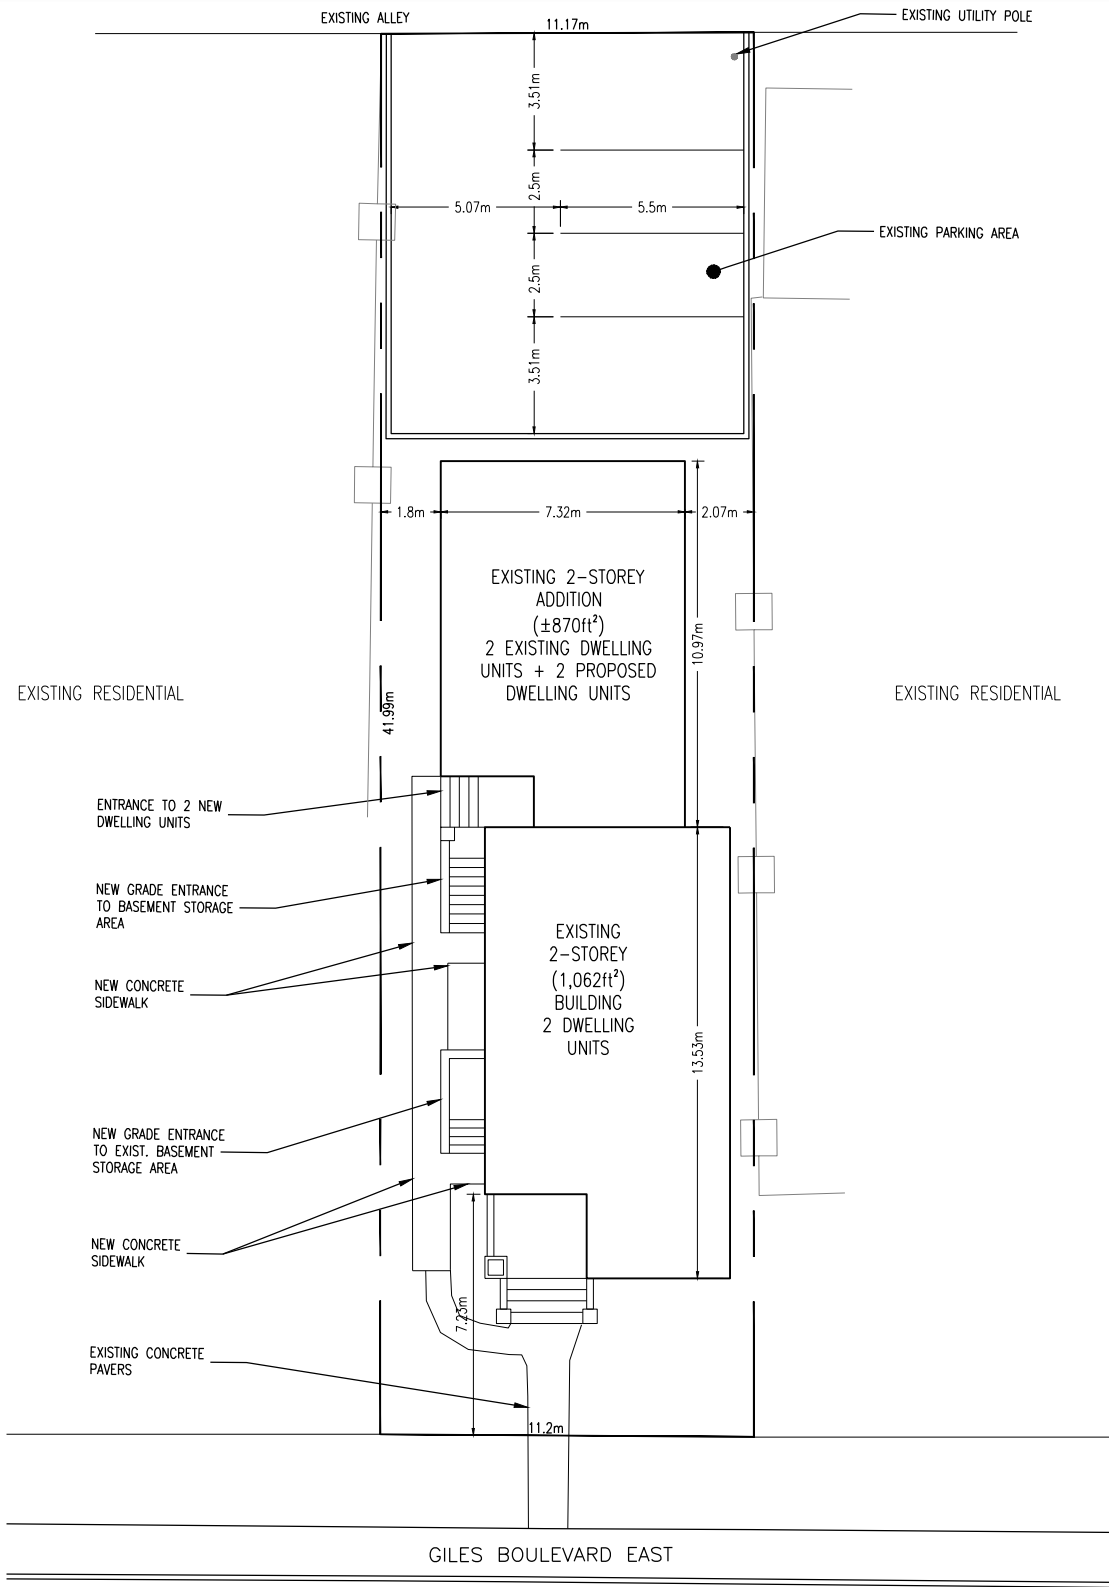 EXISTING ALLEY
11.17m
EXISTING UTILITY POLE
3.51m
2.5m
5.07m
5.5m
EXISTING PARKING AREA
2.5m
3.51m
1.8m
7.32m
2.07m
EXISTING 2-STOREY
ADDITION
(±870ft²)
2 EXISTING DWELLING
UNITS + 2 PROPOSED
DWELLING UNITS
10.97m
EXISTING RESIDENTIAL
41.99m
EXISTING RESIDENTIAL
ENTRANCE TO 2 NEW
DWELLING UNITS
NEW GRADE ENTRANCE
TO BASEMENT STORAGE
AREA
EXISTING
2-STOREY
(1,062ft²)
BUILDING
2 DWELLING
UNITS
NEW CONCRETE
SIDEWALK
13.53m
NEW GRADE ENTRANCE
TO EXIST. BASEMENT
STORAGE AREA
NEW CONCRETE
SIDEWALK
7.23m
EXISTING CONCRETE
PAVERS
11.2m
GILES BOULEVARD EAST